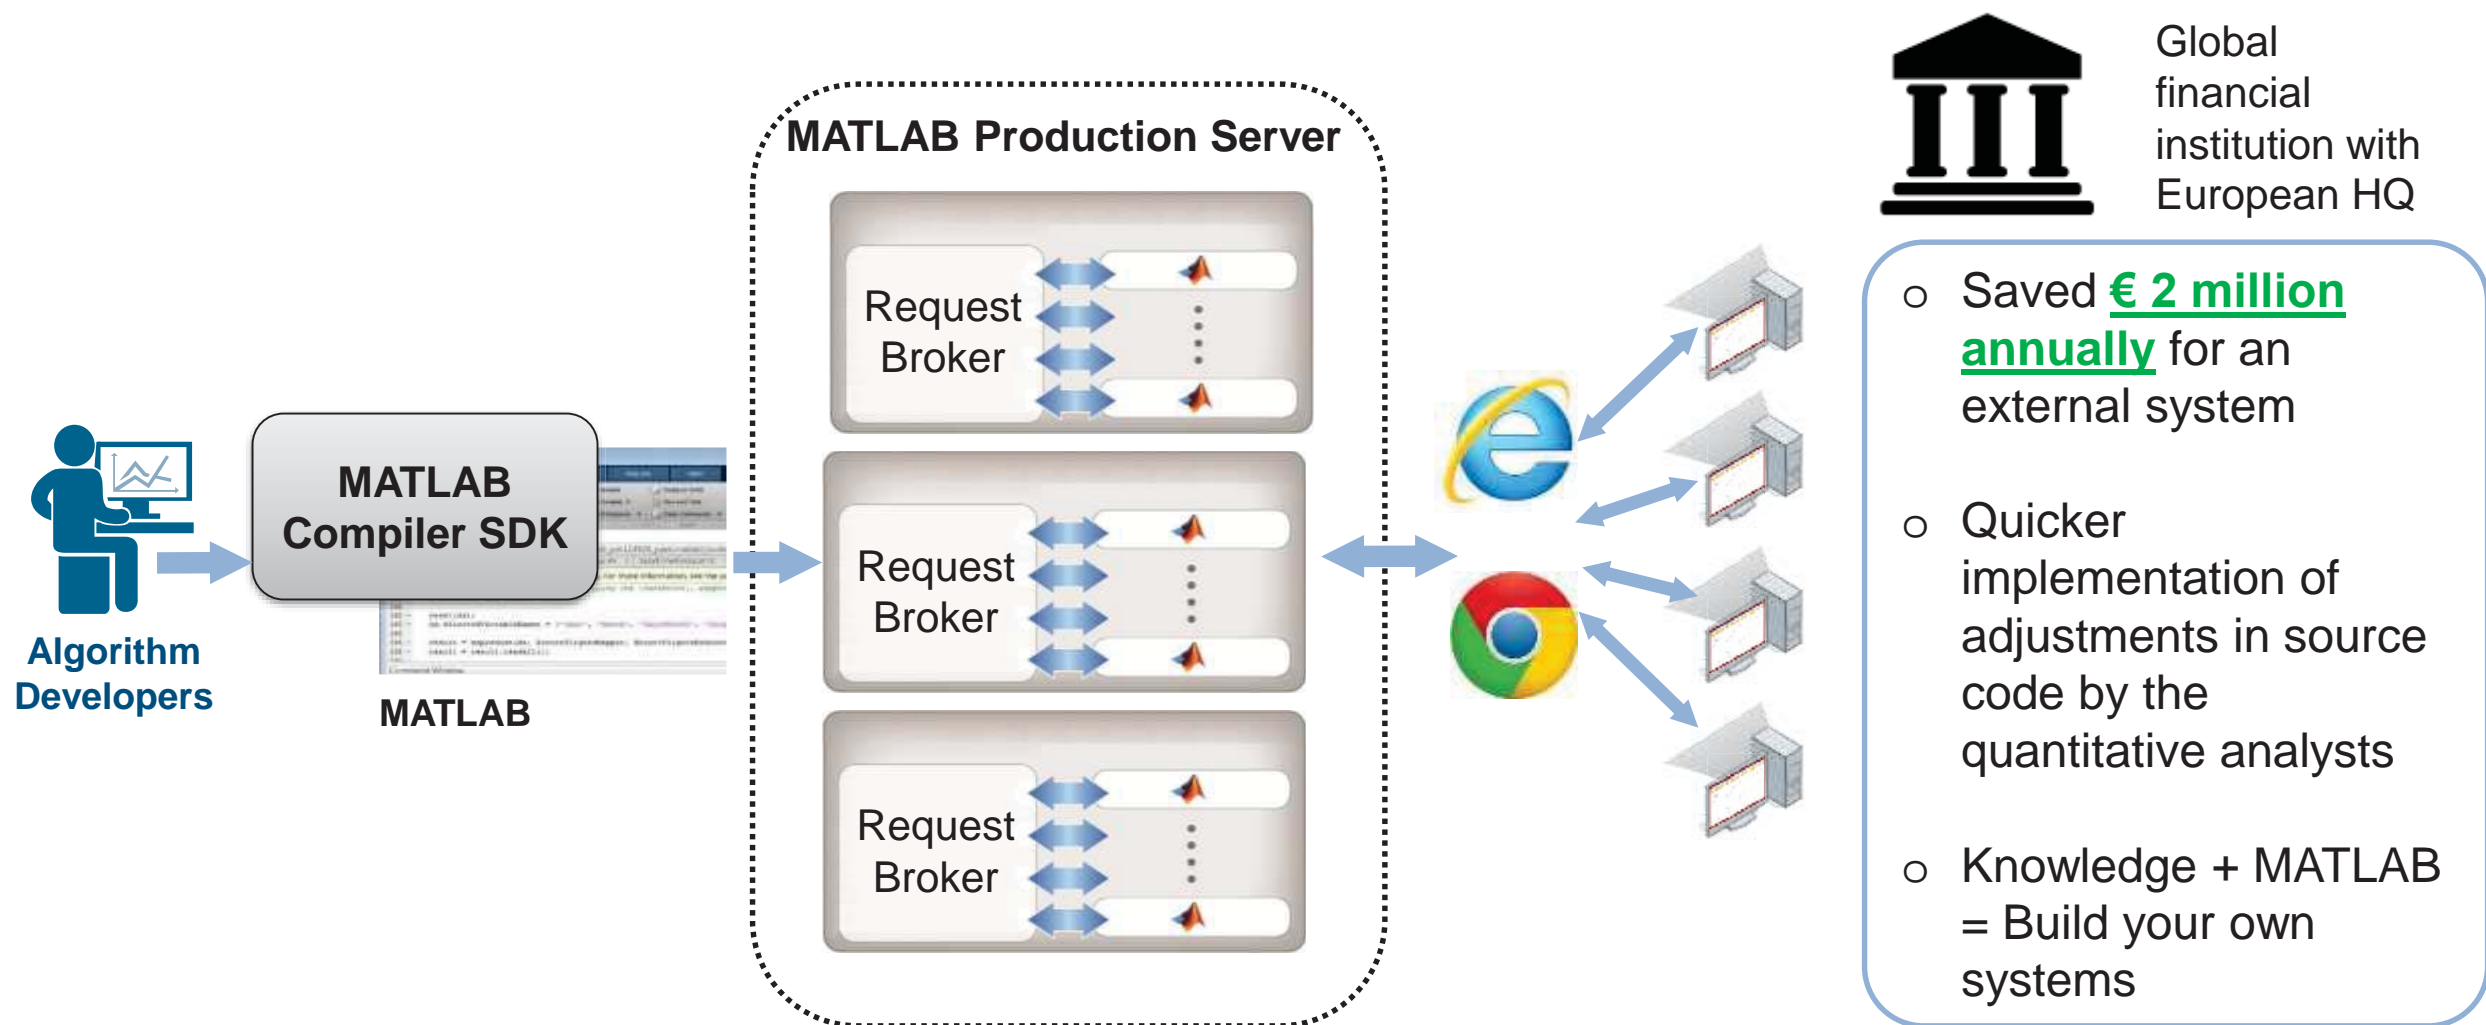 Algorithm
Developers
MATLAB
Compiler SDK
MATLAB
MATLAB Production Server
Request
Broker
Request
Broker
Request
Broker
Global
financial
institution with
European HQ
o Saved € 2 million
annually for an
external system
o Quicker
implementation of
adjustments in source
code by the
quantitative analysts
o Knowledge + MATLAB
= Build your own
systems